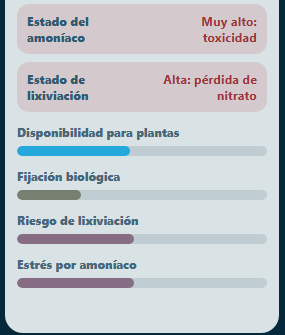 Estado del
amoníaco
Muy alto:
toxicidad
Estado de
lixiviación
Alta: pérdida de
nitrato
Disponibilidad para plantas
Fijación biológica
Riesgo de lixiviación
Estrés por amoníaco